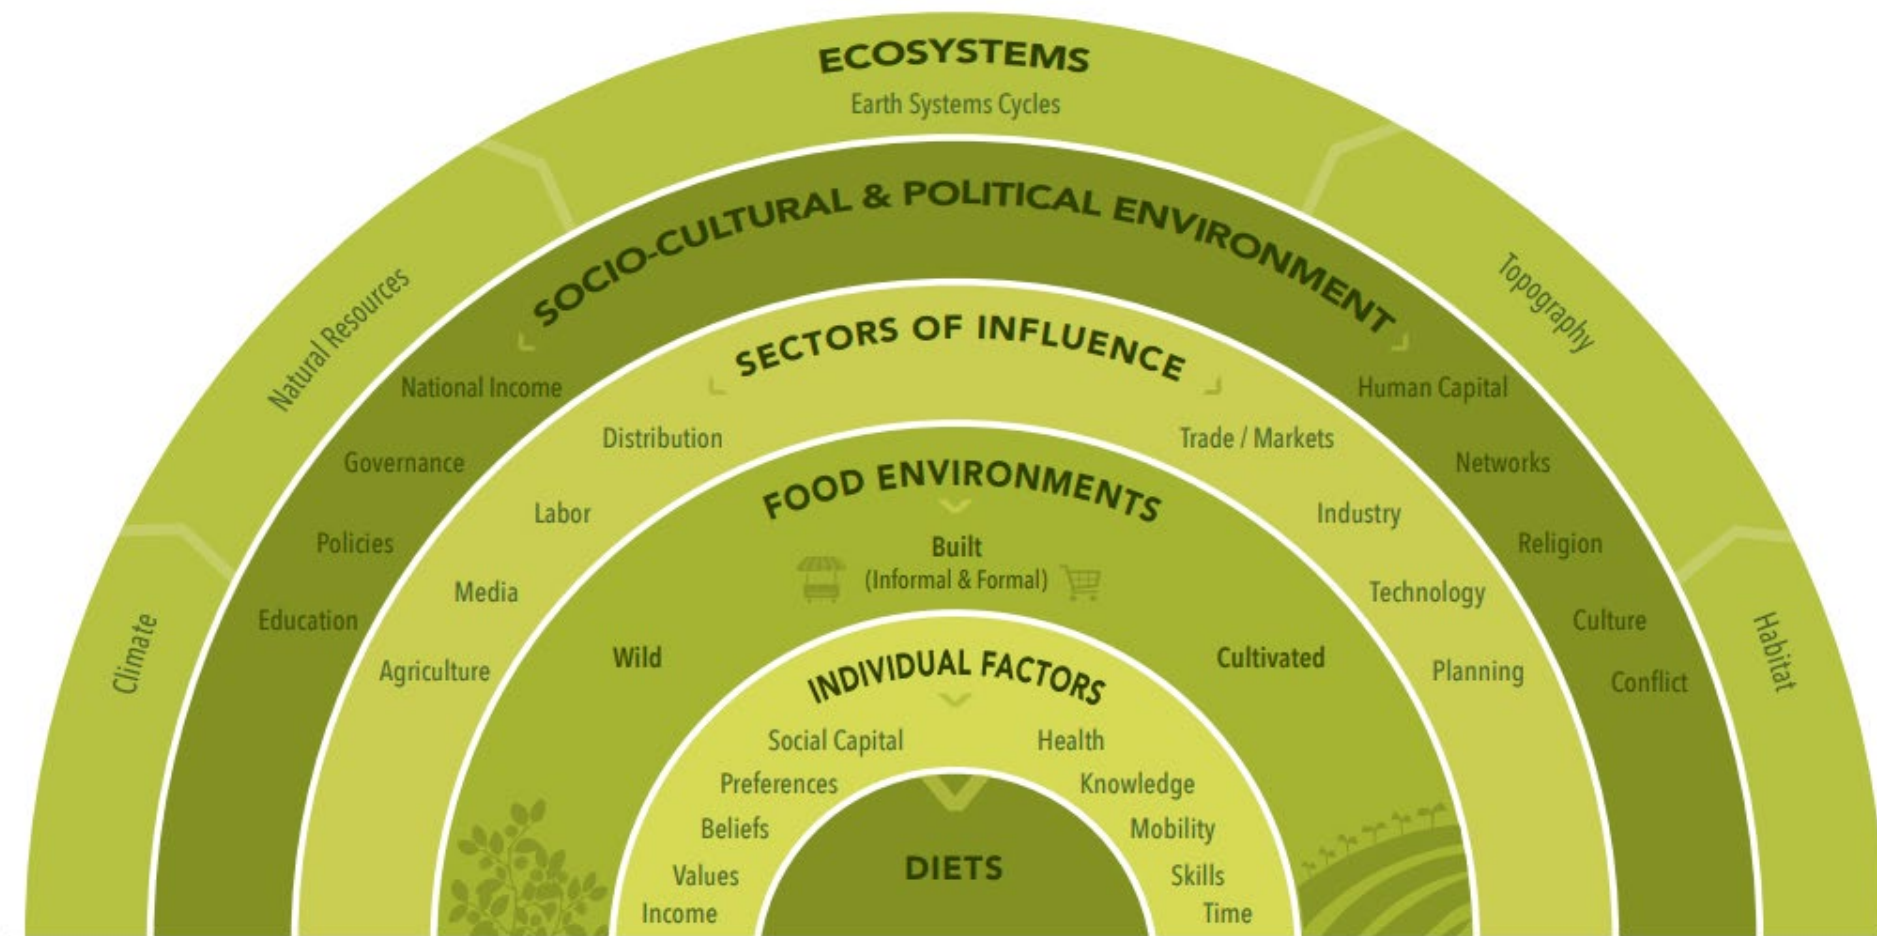 ECOSYSTEMS
Earth Systems Cycles
Natural Resources
Topography
Climate
Habitat
SOCIO-CULTURAL & POLITICAL ENVIRONMENT
National Income
Governance
Policies
Education
Human Capital
Networks
Religion
Culture
Conflict
SECTORS OF INFLUENCE
Distribution
Labor
Media
Agriculture
Trade / Markets
Industry
Technology
Planning
FOOD ENVIRONMENTS
Built
(Informal & Formal)
Wild
Cultivated
INDIVIDUAL FACTORS
Social Capital
Preferences
Beliefs
Values
Income
Health
Knowledge
Mobility
Skills
Time
DIETS